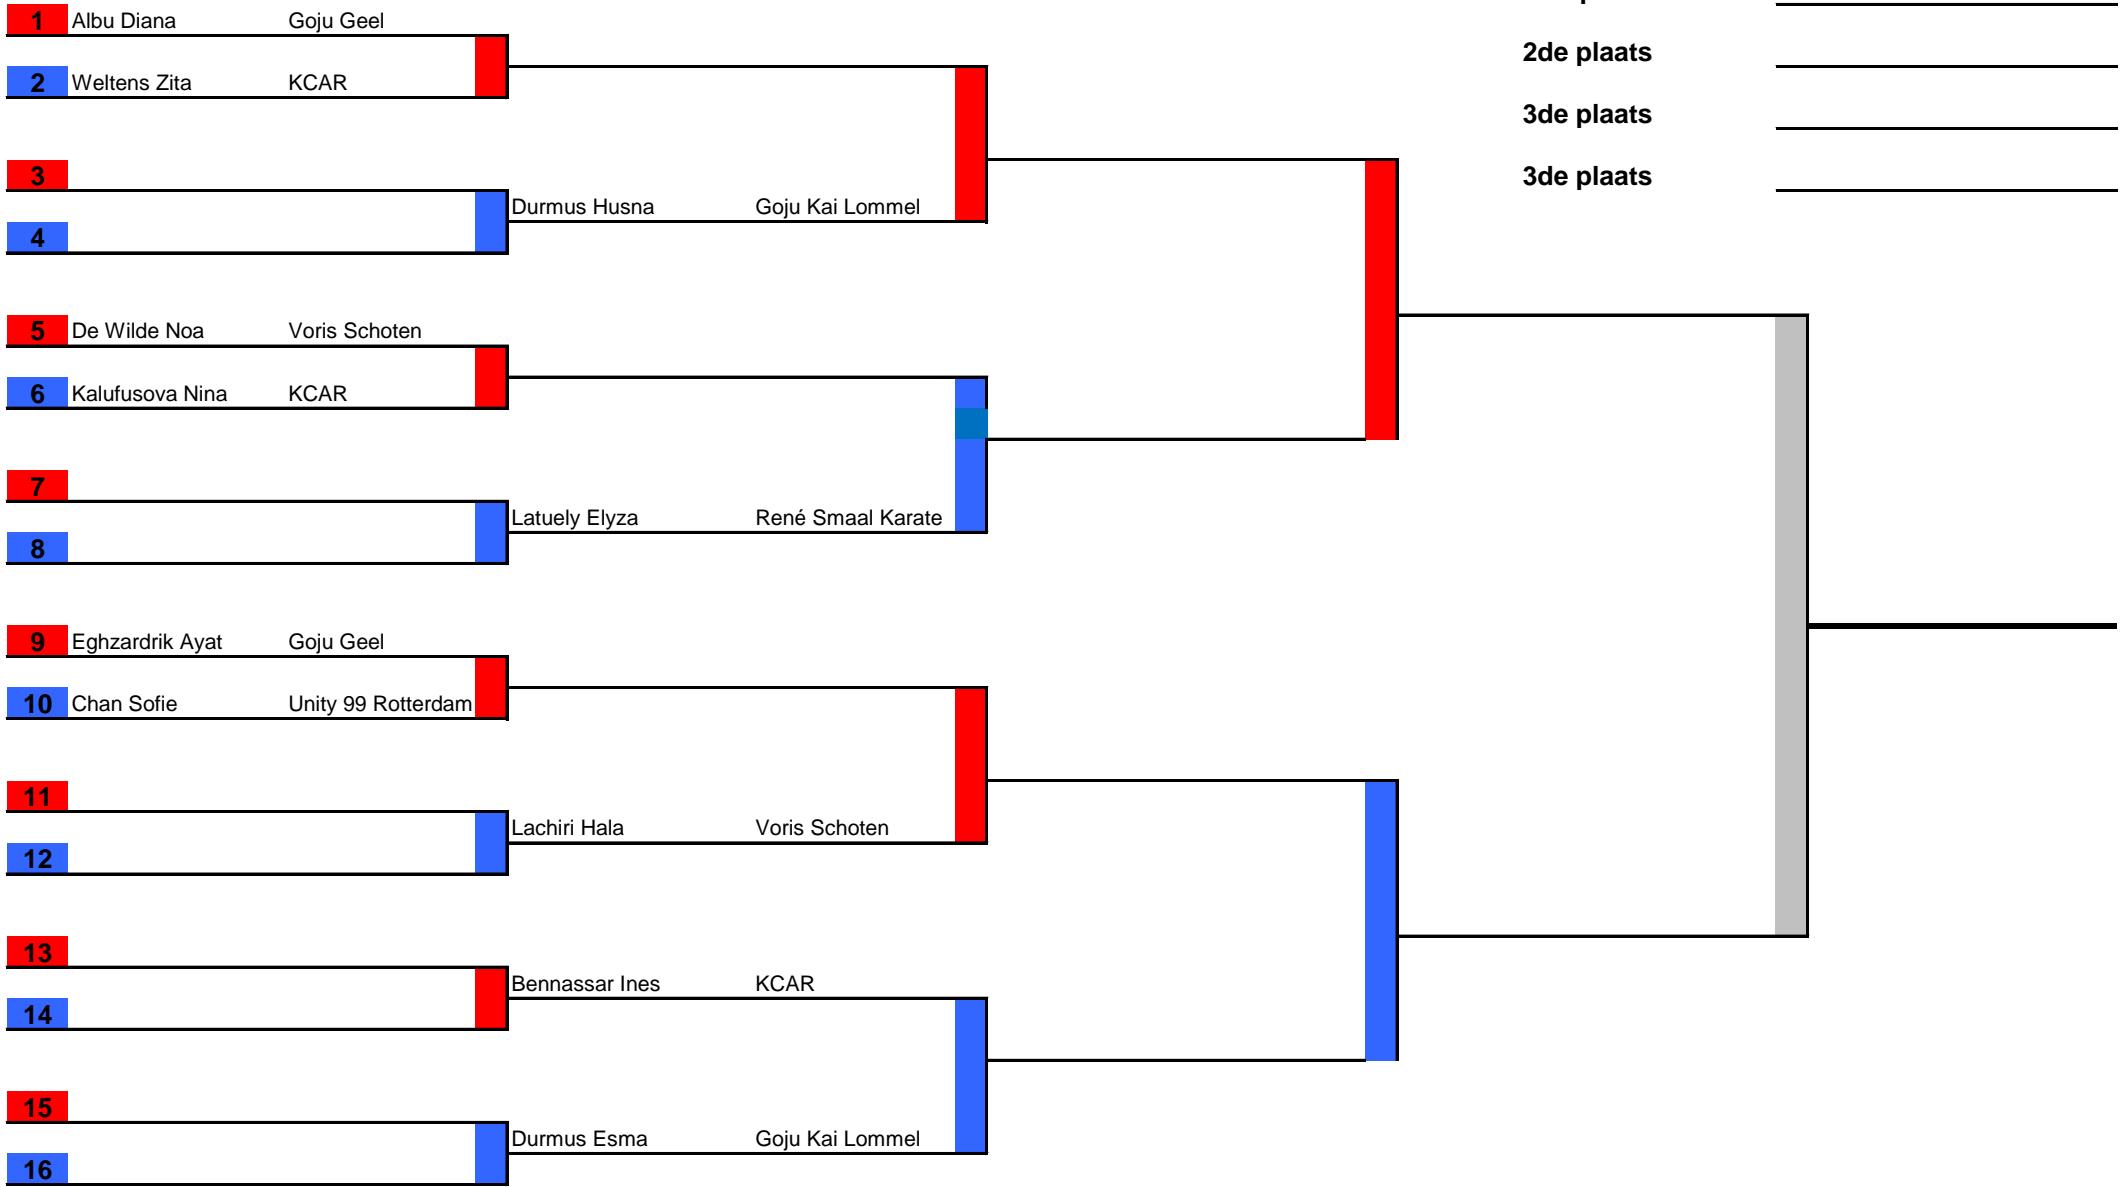 1 Albu Diana Goju Geel
2de plaats
2 Weltens Zita KCAR
3de plaats
3
3de plaats
Durmus Husna Goju Kai Lommel
4
5 De Wilde Noa Voris Schoten
6 Kalufusova Nina KCAR
7
Latuely Elyza René Smaal Karate
8
9 Eghzardrik Ayat Goju Geel
10 Chan Sofie Unity 99 Rotterdam
11
Lachiri Hala Voris Schoten
12
13
Bennassar Ines KCAR
14
15
Durmus Esma Goju Kai Lommel
16